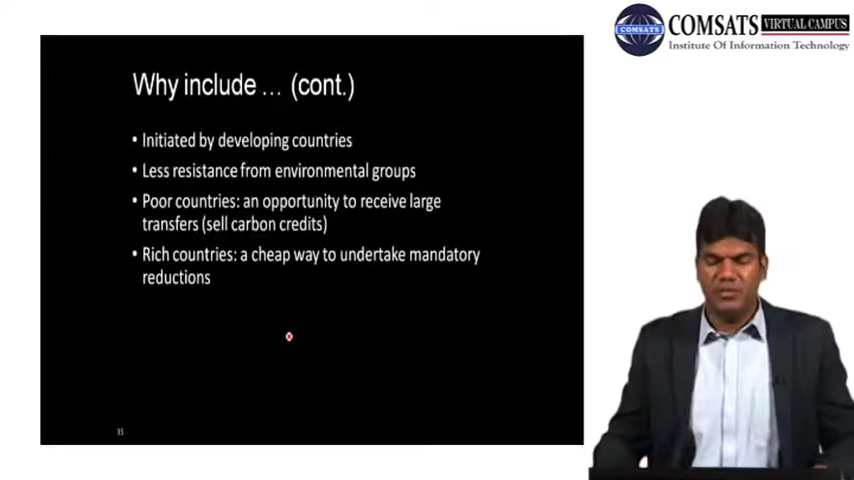 COMSATS
COMSATS VIRTUAL CAMPUS
Institute Of Information Technology
Why include ... (cont.)
• Initiated by developing countries
• Less resistance from environmental groups
• Poor countries: an opportunity to receive large
transfers (sell carbon credits)
• Rich countries: a cheap way to undertake mandatory
reductions
35